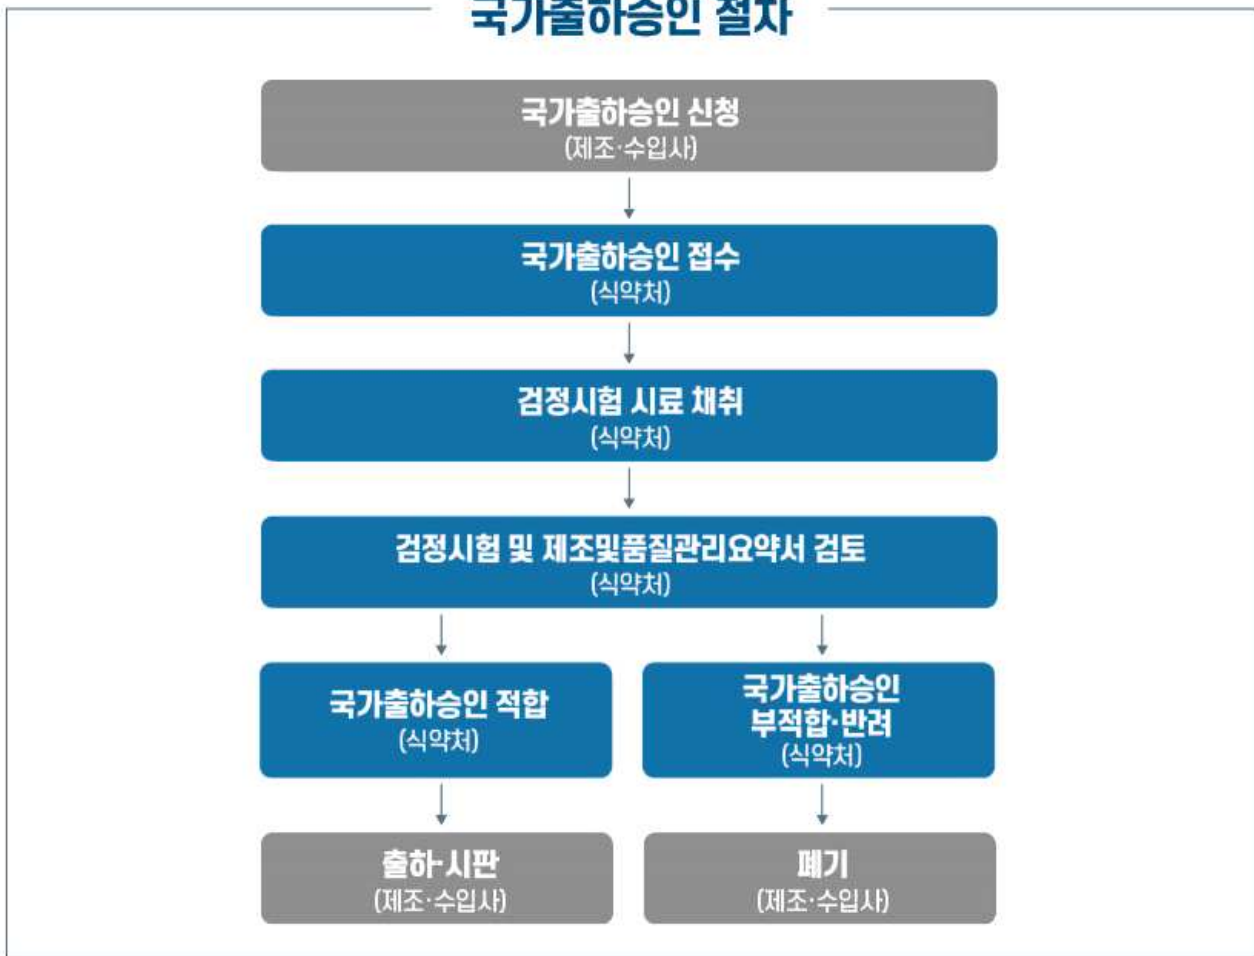 국가출하승인 절차
국가출하승인 신청
(제조·수입사)
국가출하승인 접수
(식약처)
검정시험 시료 채취
(식약처)
검정시험 및 제조및품질관리요약서 검토
(식약처)
국가출하승인 적합
(식약처)
국가출하승인
부적합·반려
(식약처)
출하·시판
(제조·수입사)
폐기
(제조·수입사)